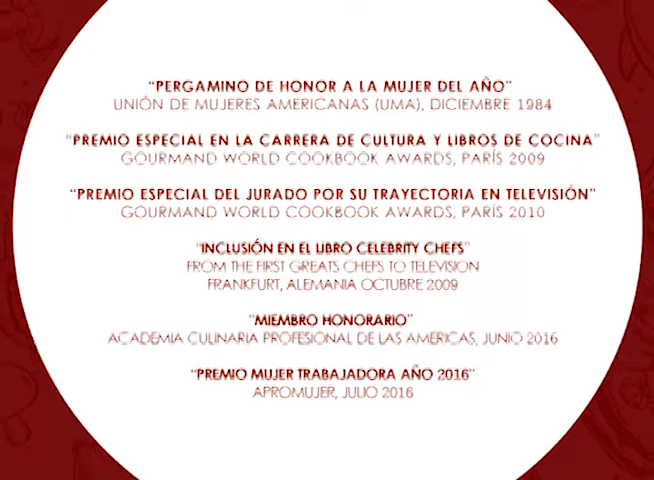 “PERGAMINO DE HONOR A LA MUJER DEL AÑO”
UNIÓN DE MUJERES AMERICANAS (UMA), DICIEMBRE 1984
“PREMIO ESPECIAL EN LA CARRERA DE CULTURA Y LIBROS DE COCINA”
GOURMAND WORLD COOKBOOK AWARDS, PARÍS 2009
“PREMIO ESPECIAL DEL JURADO POR SU TRAYECTORIA EN TELEVISIÓN”
GOURMAND WORLD COOKBOOK AWARDS, PARÍS 2010
“INCLUSIÓN EN EL LIBRO CELEBRITY CHEFS”
FROM THE FIRST GREATS CHEFS TO TELEVISION
FRANKFURT, ALEMANIA OCTUBRE 2009
“MIEMBRO HONORARIO”
ACADEMIA CULINARIA PROFESIONAL DE LAS AMERICAS, JUNIO 2016
“PREMIO MUJER TRABAJADORA AÑO 2016”
APROMUJER, JULIO 2016